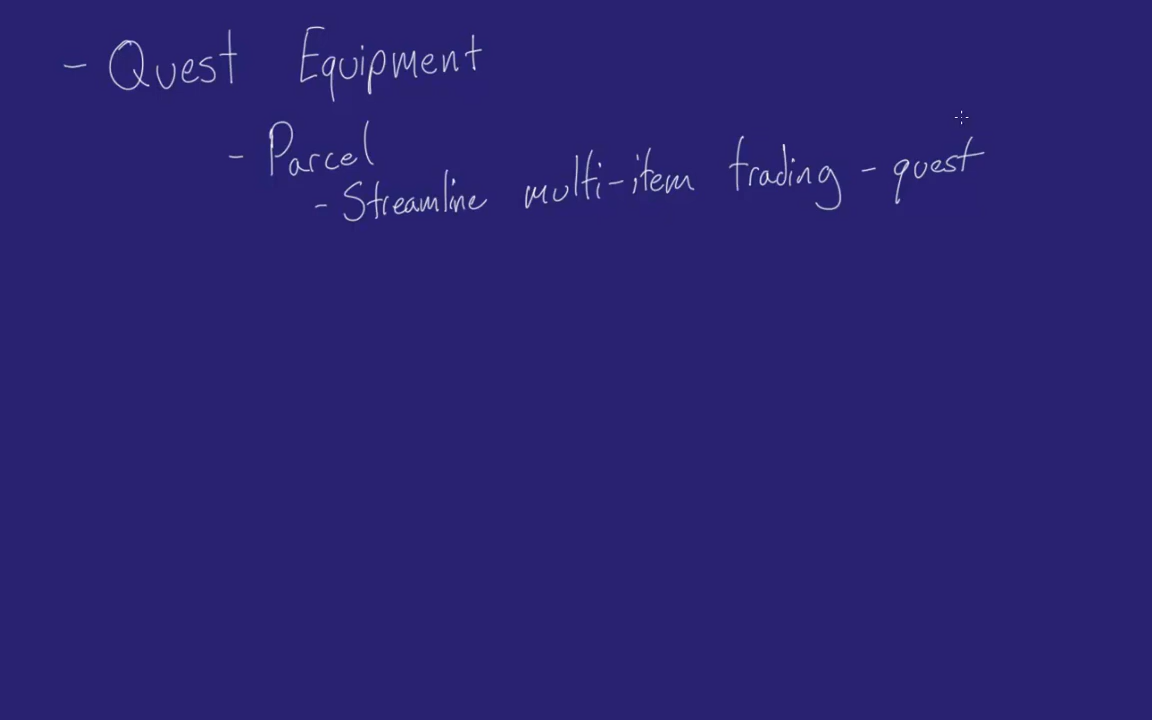 - Quest Equipment
- Parcel
- Streamline multi-item trading - quest